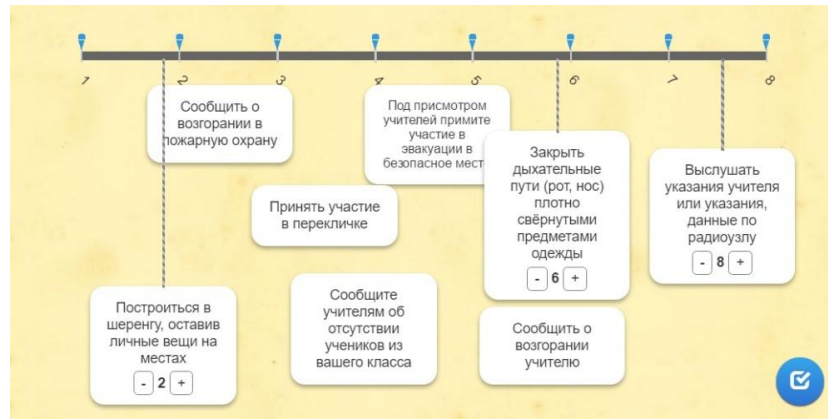 1 2 3 4 5 6 7 8
Сообщить о
возгорании в
пожарную охрану
Под присмотром
учителей примите
участие в
эвакуации в
безопасное мест
Закрыть
дыхательные
пути (рот, нос)
плотно
свёрнутыми
предметами
одежды
- 6 +
Выслушать
указания учителя
или указания,
данные по
радиоузлу
- 8 +
Принять участие
в перекличке
Построиться в
шеренгу, оставив
личные вещи на
местах
- 2 +
Сообщите
учителям об
отсутствии
учеников из
вашего класса
Сообщить о
возгорании
учителю